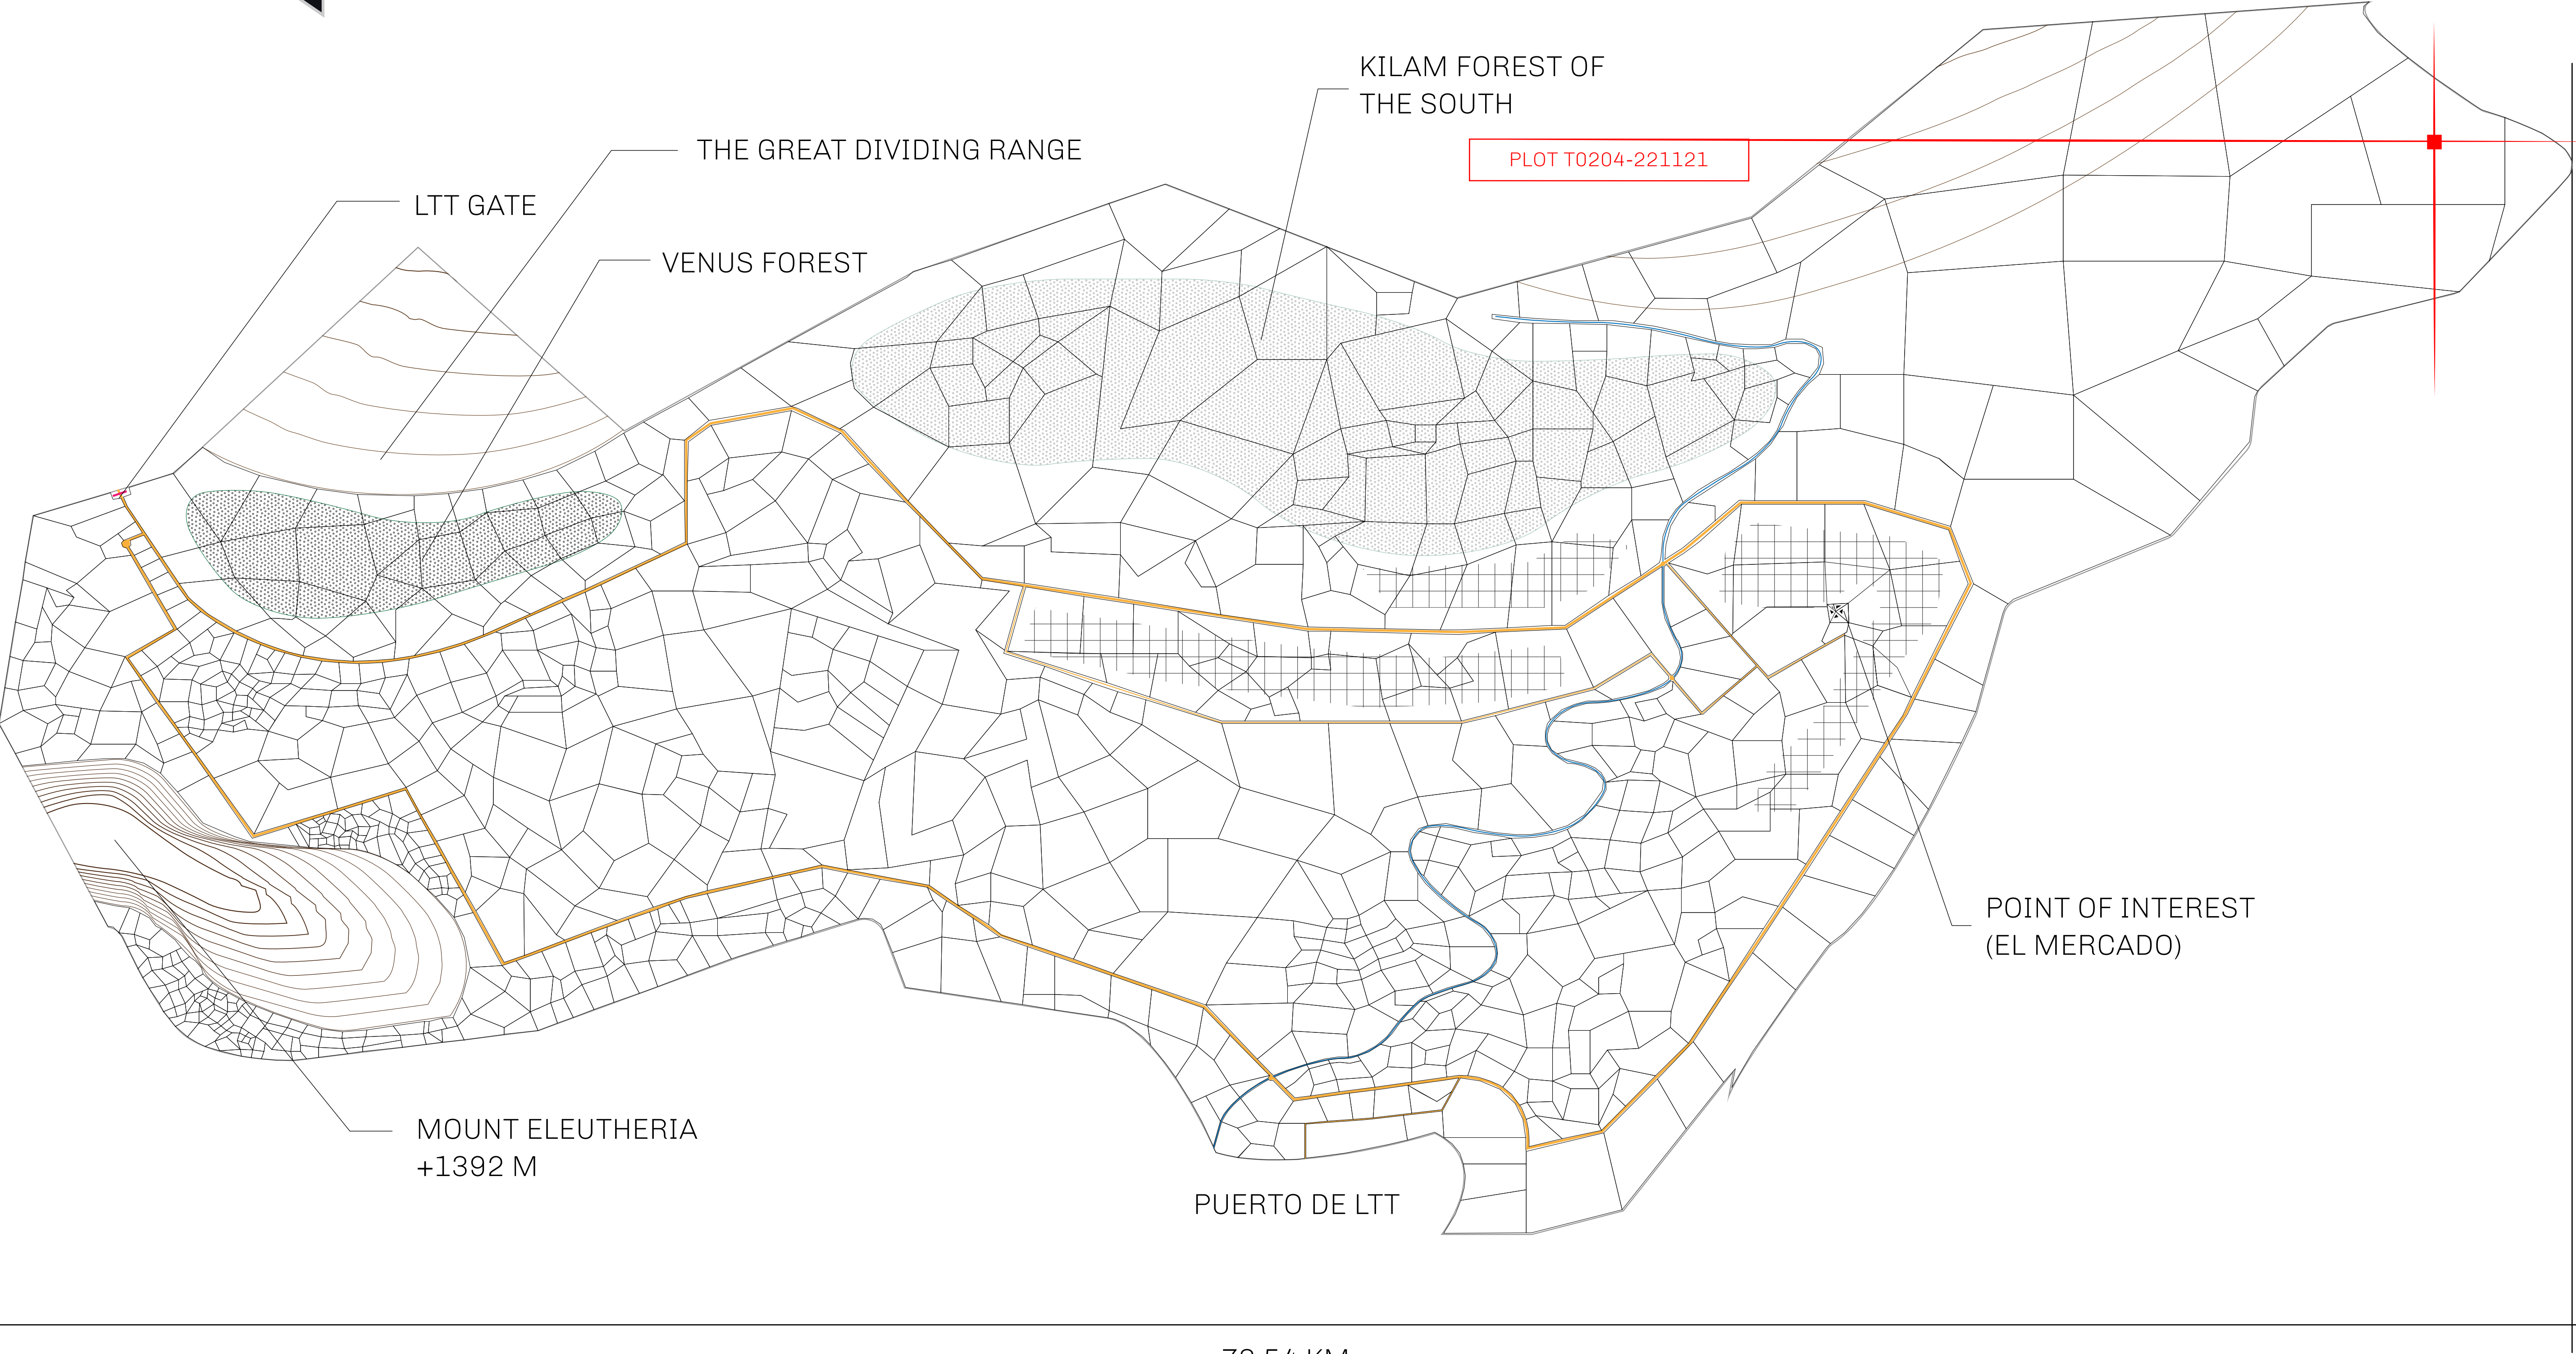 KILAM FOREST OF
THE SOUTH
THE GREAT DIVIDING RANGE
PLOT T0204-221121
LTT GATE
VENUS FOREST
POINT OF INTEREST
(EL MERCADO)
MOUNT ELEUTHERIA
+1392 M
PUERTO DE LTT
KM